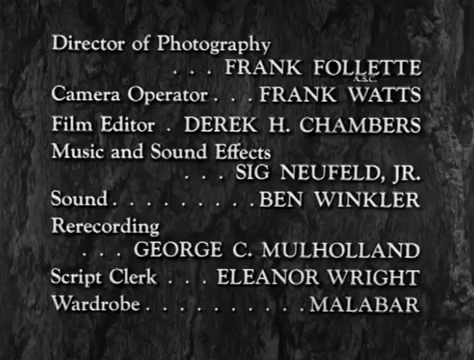 Director of Photography
. . . FRANK FOLLETTE
A.S.C.
Camera Operator . . . FRANK WATTS
Film Editor . DEREK H. CHAMBERS
Music and Sound Effects
. . . SIG NEUFELD, JR.
Sound . . . . . . . . . BEN WINKLER
Rerecording
. . . GEORGE C. MULHOLLAND
Script Clerk . . . ELEANOR WRIGHT
Wardrobe . . . . . . . . . . MALABAR